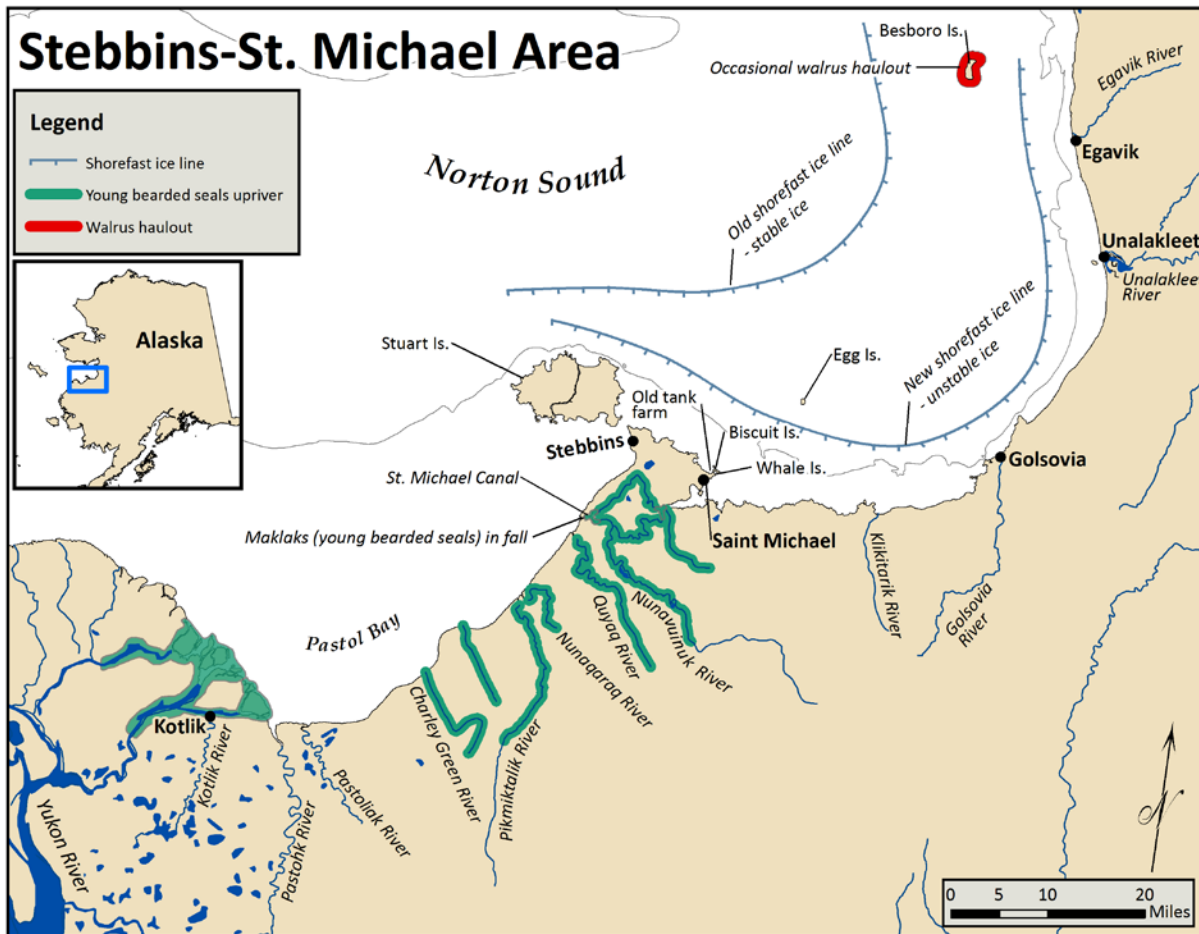 Stebbins-St. Michael Area
Legend
Shorefast ice line
Young bearded seals upriver
Walrus haulout
Alaska
Besboro Is.
Occasional walrus haulout
Egavik River
Egavik
Norton Sound
Old shorefast ice line
- stable ice
Unalakleet
Unalakleet
River
New shorefast ice line
- unstable ice
Stuart Is.
Egg Is.
Old tank
farm
Biscuit Is.
Stebbins
Whale Is.
Golsovia
St. Michael Canal
Maklaks (young bearded seals) in fall
Saint Michael
Klikitarik River
Golsovia
River
Pastol Bay
Nunavuinuk River
Quyaq River
Nunaqaraq River
Charley Green River
Pikmiktalik River
Kotlik
Kotlik River
Pastoliak River
Pastohk River
Yukon River
N
0 5 10 20
Miles